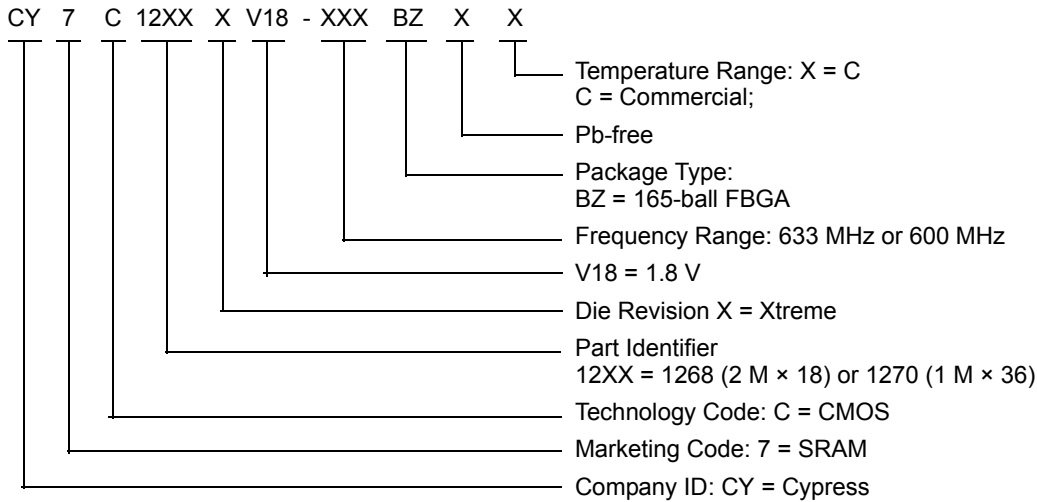 CY 7 C 12XX X V18 - XXX BZ X X
Temperature Range: X = C
C = Commercial;
Pb-free
Package Type:
BZ = 165-ball FBGA
Frequency Range: 633 MHz or 600 MHz
V18 = 1.8 V
Die Revision X = Xtreme
Part Identifier
12XX = 1268 (2 M × 18) or 1270 (1 M × 36)
Technology Code: C = CMOS
Marketing Code: 7 = SRAM
Company ID: CY = Cypress